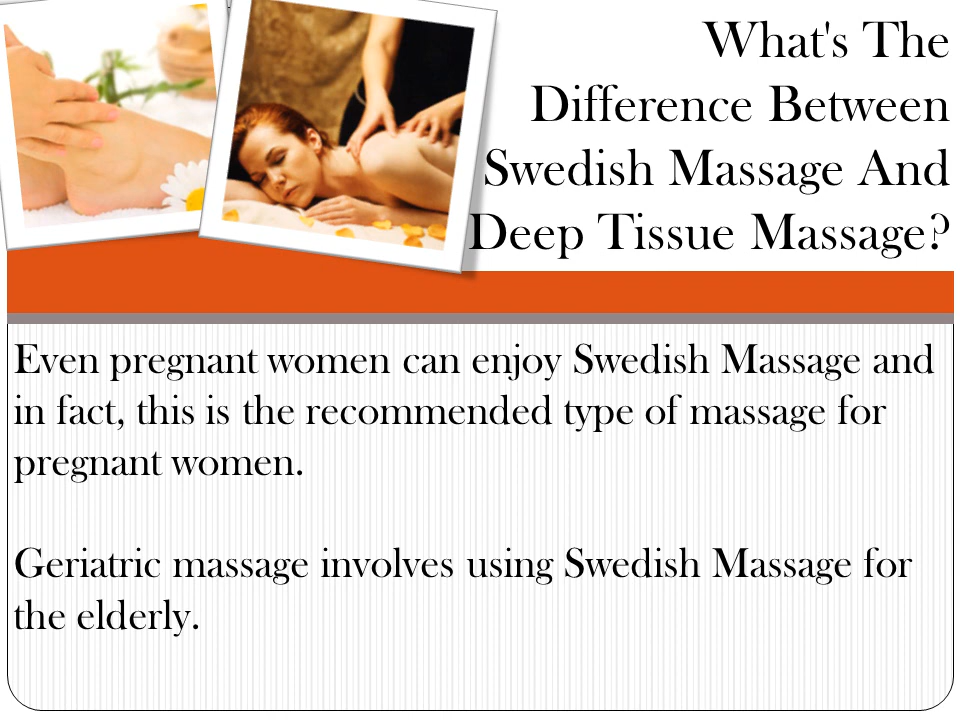 What's The
Difference Between
Swedish Massage And
Deep Tissue Massage?
Even pregnant women can enjoy Swedish Massage and
in fact, this is the recommended type of massage for
pregnant women.
Geriatric massage involves using Swedish Massage for
the elderly.